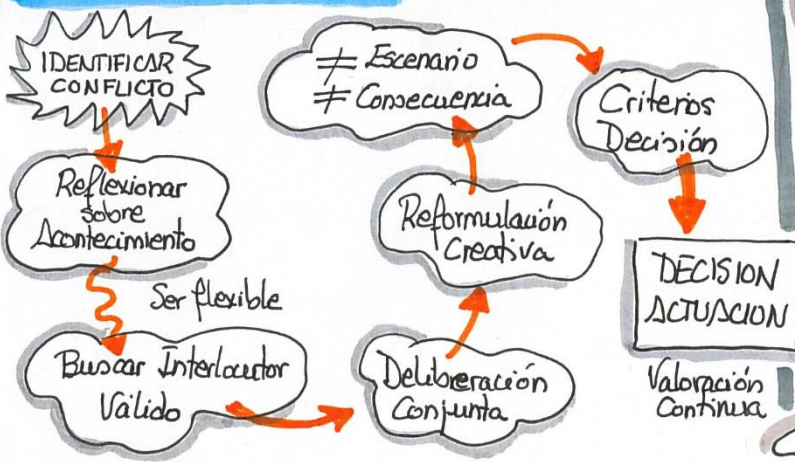 IDENTIFICAR
CONFLICTO
Reflexionar
sobre
Acontecimiento
Ser flexible
Buscar Interlocutor
Válido
Deliberación
Conjunta
Reformulación
Creativa
≠ Escenario
≠ Consecuencia
Criterios
Decisión
DECISION
ACTUACION
Valoración
Continua